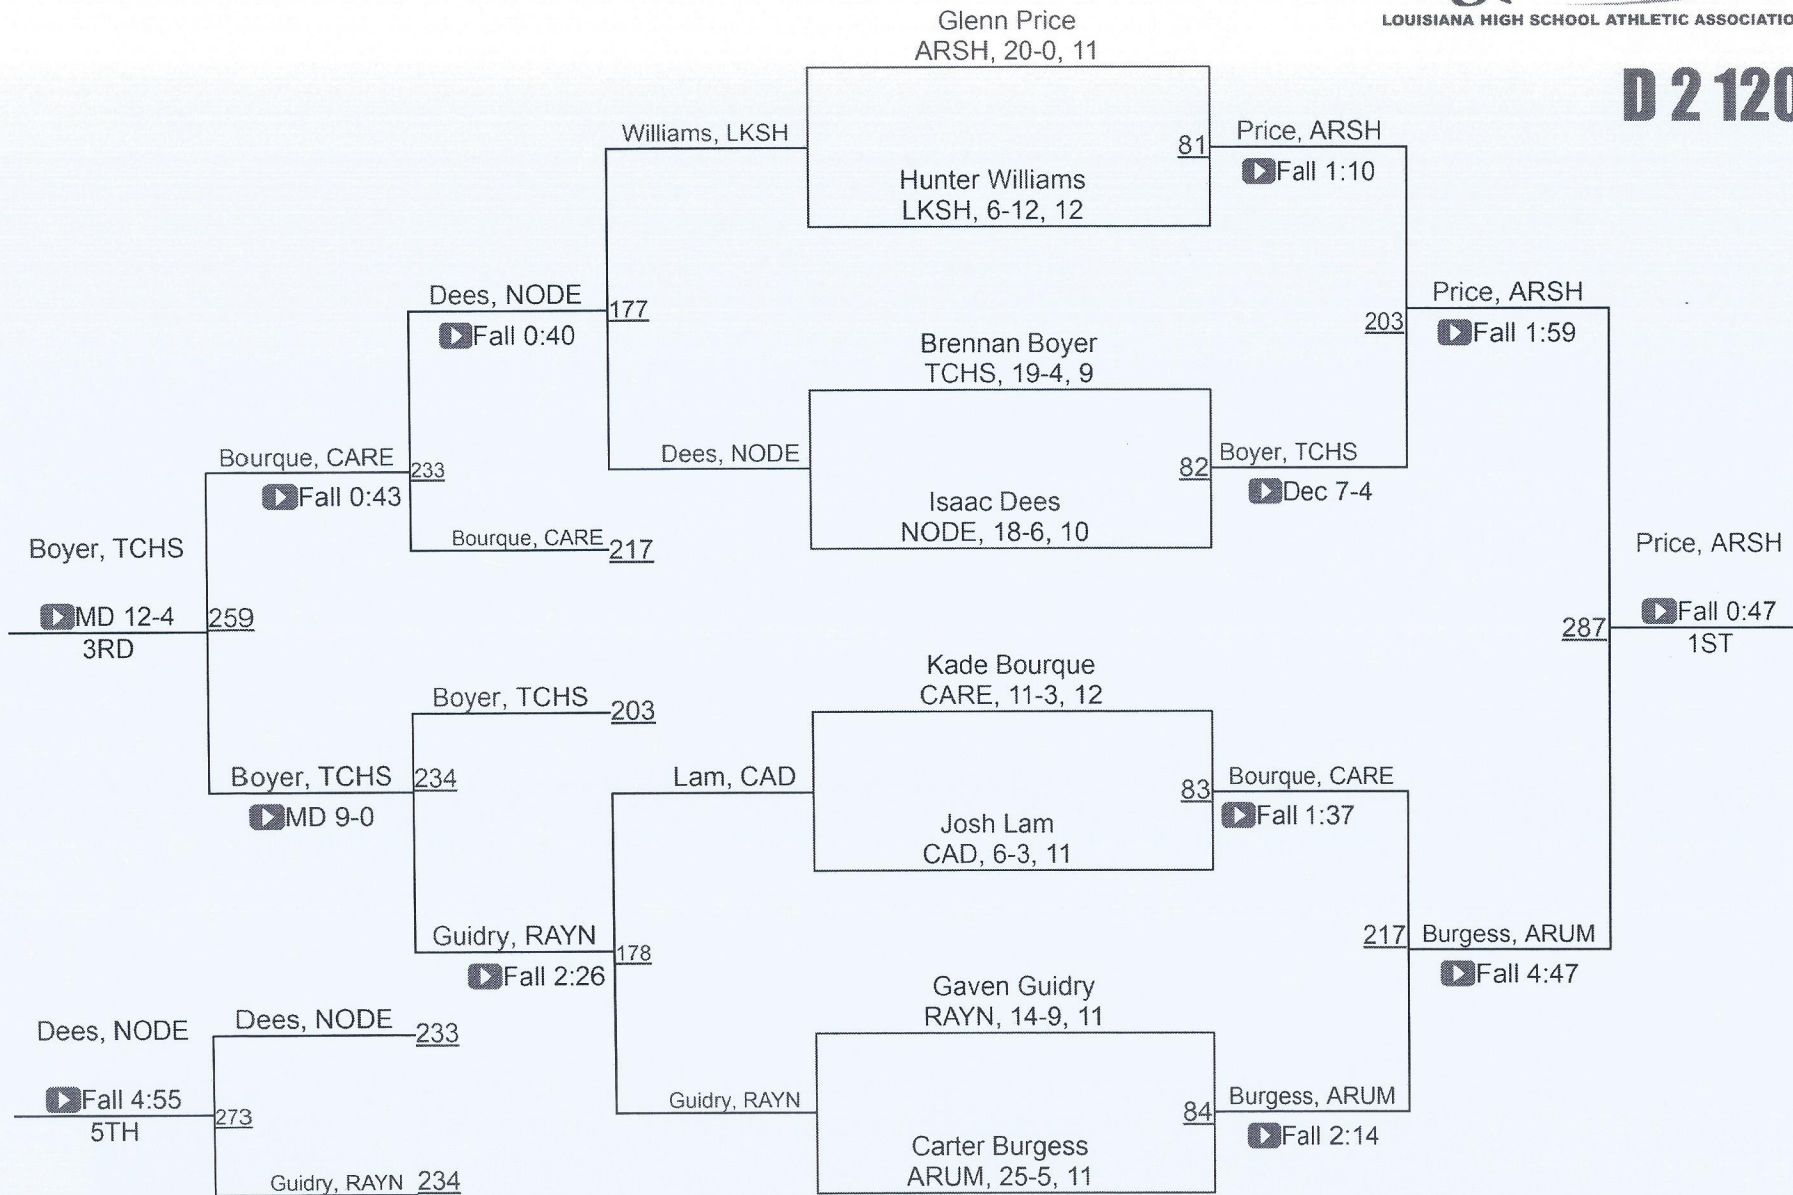 LOUISIANA HIGH SCHOOL ATHLETIC ASSOCIATIO
D 2 120
Glenn Price
ARSH, 20-0, 11
Williams, LKSH
81
Price, ARSH
Fall 1:10
Hunter Williams
LKSH, 6-12, 12
Dees, NODE
Fall 0:40
177
203
Price, ARSH
Fall 1:59
Brennan Boyer
TCHS, 19-4, 9
Dees, NODE
82
Boyer, TCHS
Dec 7-4
Isaac Dees
NODE, 18-6, 10
Bourque, CARE
Fall 0:43
233
Bourque, CARE
217
Boyer, TCHS
MD 12-4
3RD
259
287
Price, ARSH
Fall 0:47
1ST
Kade Bourque
CARE, 11-3, 12
Boyer, TCHS
203
Boyer, TCHS
MD 9-0
234
Lam, CAD
83
Bourque, CARE
Fall 1:37
Josh Lam
CAD, 6-3, 11
Guidry, RAYN
Fall 2:26
178
217
Burgess, ARUM
Fall 4:47
Gaven Guidry
RAYN, 14-9, 11
Dees, NODE
Fall 4:55
5TH
Dees, NODE
233
273
Guidry, RAYN
234
Guidry, RAYN
84
Burgess, ARUM
Fall 2:14
Carter Burgess
ARUM, 25-5, 11